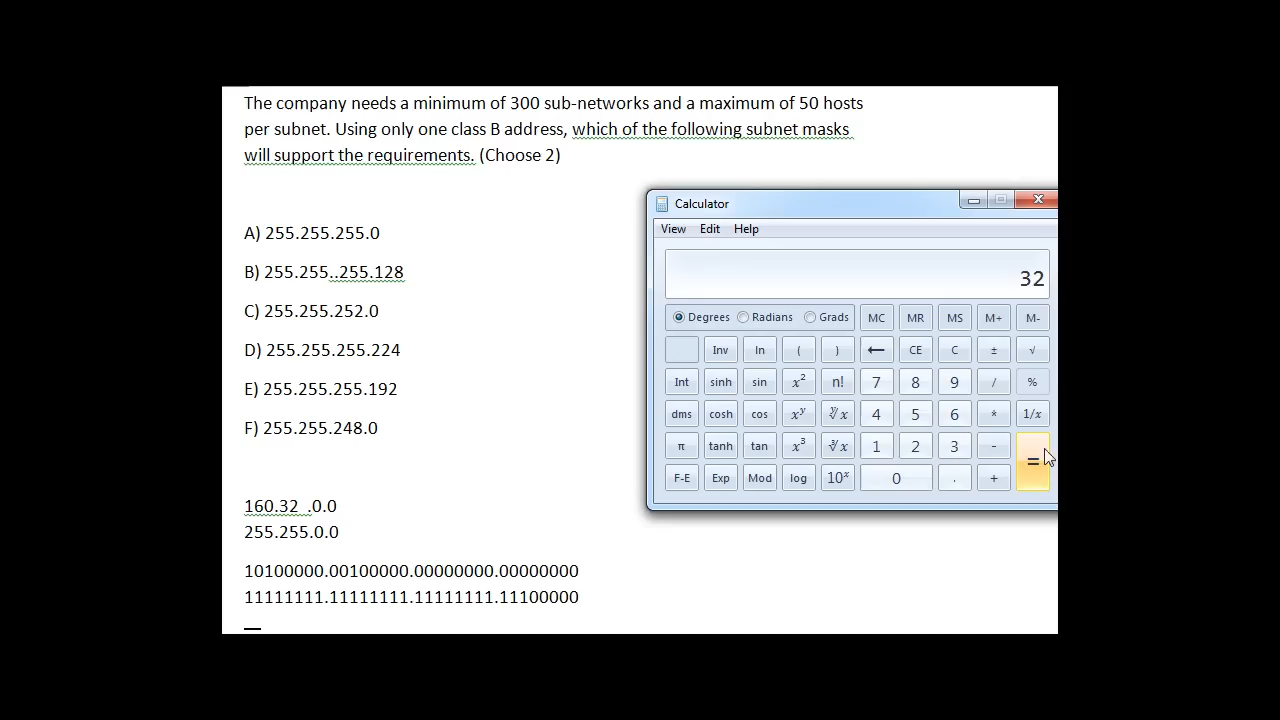 The company needs a minimum of 300 sub-networks and a maximum of 50 hosts
per subnet. Using only one class B address, which of the following subnet masks
will support the requirements. (Choose 2)
A) 255.255.255.0
B) 255.255..255.128
C) 255.255.252.0
D) 255.255.255.224
E) 255.255.255.192
F) 255.255.248.0
160.32 .0.0
255.255.0.0
10100000.00100000.00000000.00000000
11111111.11111111.11111111.11100000
Calculator
View Edit Help
32
Degrees Radians Grads MC MR MS M+ M-
Inv ln ( ) ← CE C ± √
Int sinh sin x² n! 7 8 9 / %
dms cosh cos xʸ ʸ√x 4 5 6 * 1/x
π tanh tan x³ ³√x 1 2 3 - =
F-E Exp Mod log 10ˣ 0 . +